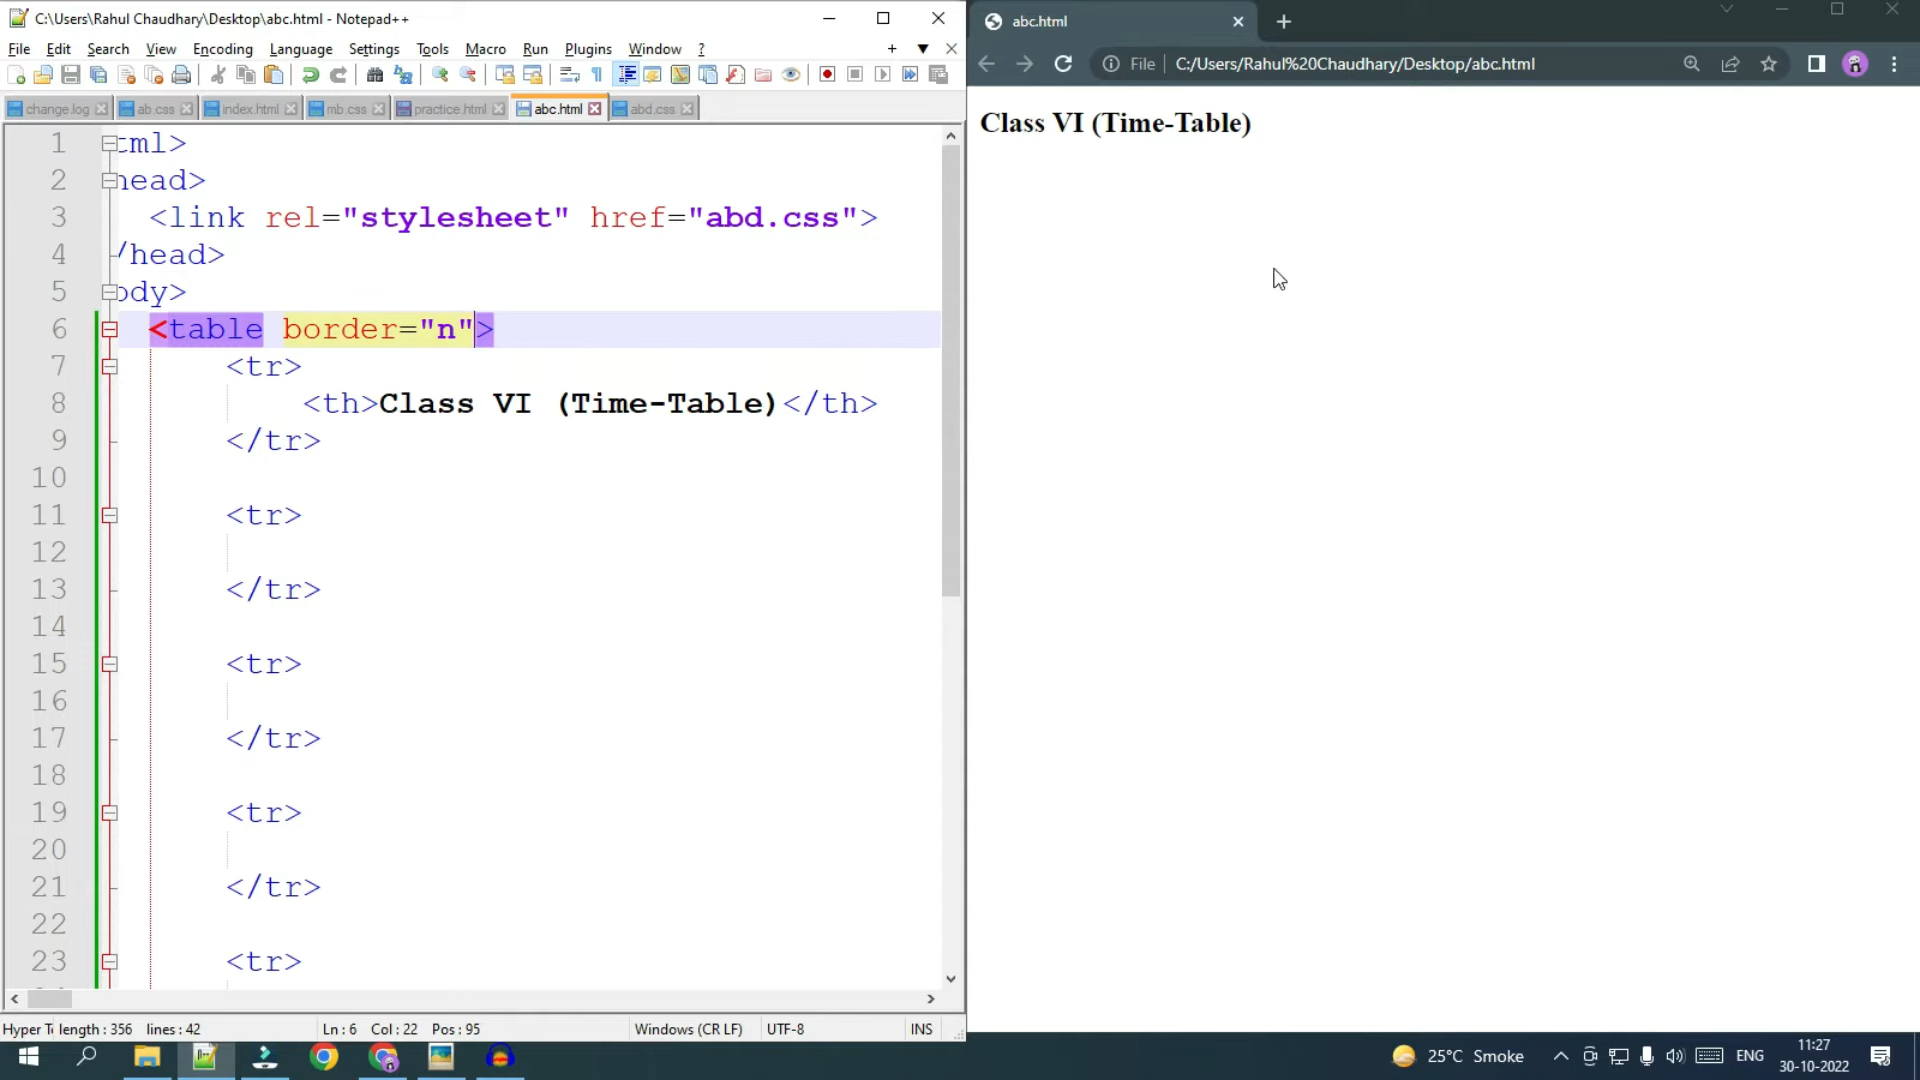 C:\Users\Rahul Chaudhary\Desktop\abc.html - Notepad++
File Edit Search View Encoding Language Settings Tools Macro Run Plugins Window ?
change.log ab.css index.html mb.css practice.html abc.html abd.css
1 tml>
2 head>
3 <link rel="stylesheet" href="abd.css">
4 /head>
5 ody>
6 <table border="n">
7 <tr>
8 <th>Class VI (Time-Table)</th>
9 </tr>
10
11 <tr>
12
13 </tr>
14
15 <tr>
16
17 </tr>
18
19 <tr>
20
21 </tr>
22
23 <tr>
Hyper T length : 356 lines : 42 Ln : 6 Col : 22 Pos : 95 Windows (CR LF) UTF-8 INS
abc.html
File C:/Users/Rahul%20Chaudhary/Desktop/abc.html
Class VI (Time-Table)
25°C Smoke ENG 11:27
30-10-2022